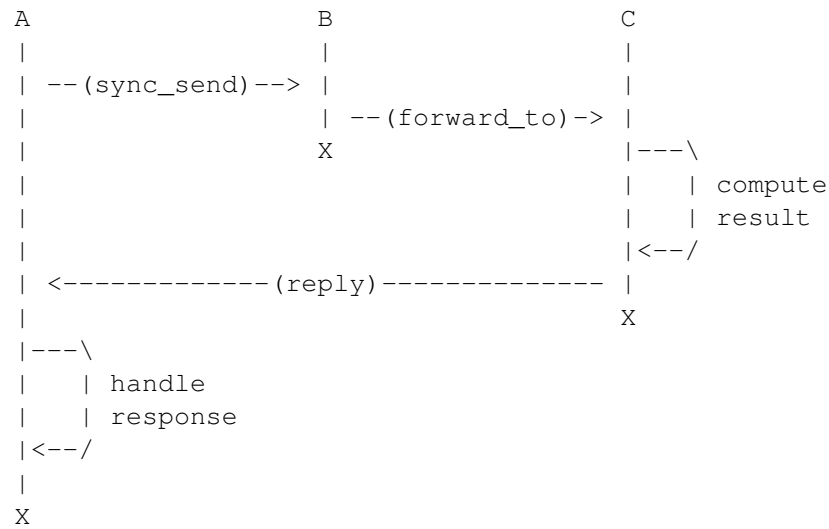 A                  B                  C
|                  |                  |
| --(sync_send)--> |                  |
|                  | --(forward_to)-> |
|                  X                  |---\
|                                     |   | compute
|                                     |   | result
|                                     |<--/
| <-------------(reply)-------------- |
|                                     X
|---\
|   | handle
|   | response
|<--/
|
X